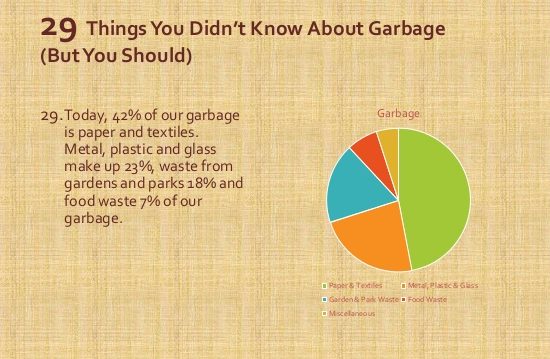 29 Things You Didn’t Know About Garbage
(But You Should)
29. Today, 42% of our garbage
is paper and textiles.
Metal, plastic and glass
make up 23%, waste from
gardens and parks 18% and
food waste 7% of our
garbage.
Garbage
Paper & Textiles Metal, Plastic & Glass
Garden & Park Waste Food Waste
Miscellaneous